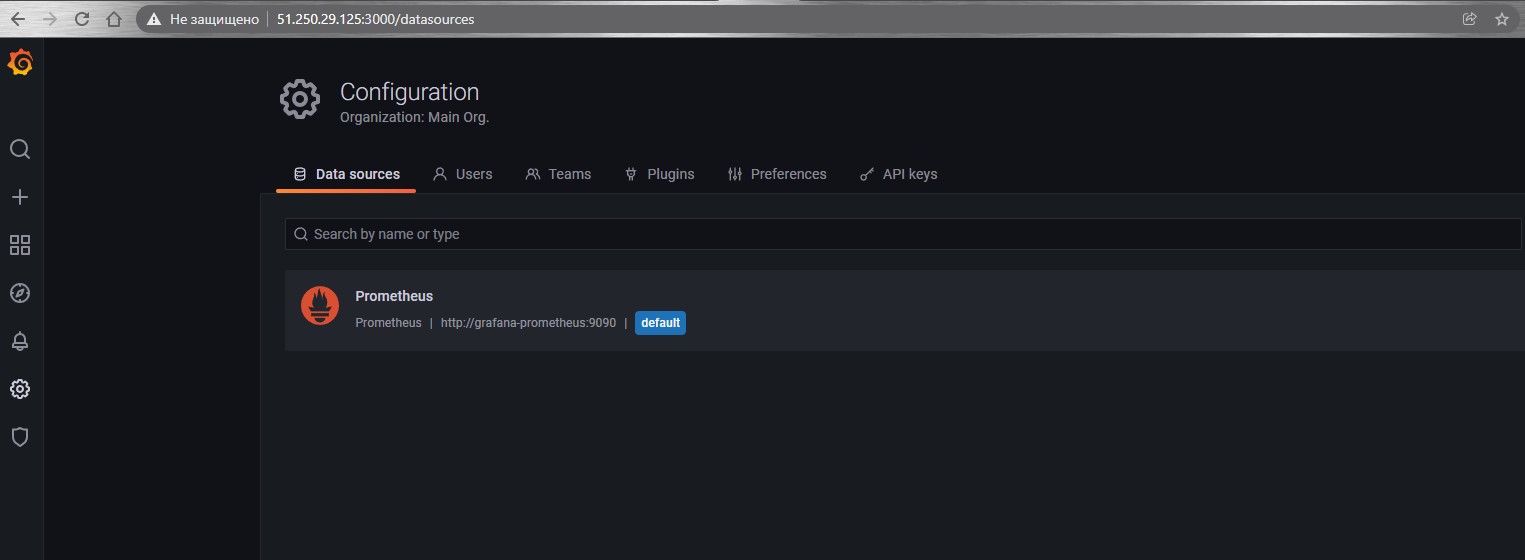 Не защищено 51.250.29.125:3000/datasources
Configuration
Organization: Main Org.
Data sources Users Teams Plugins Preferences API keys
Search by name or type
Prometheus
Prometheus | http://grafana-prometheus:9090 | default